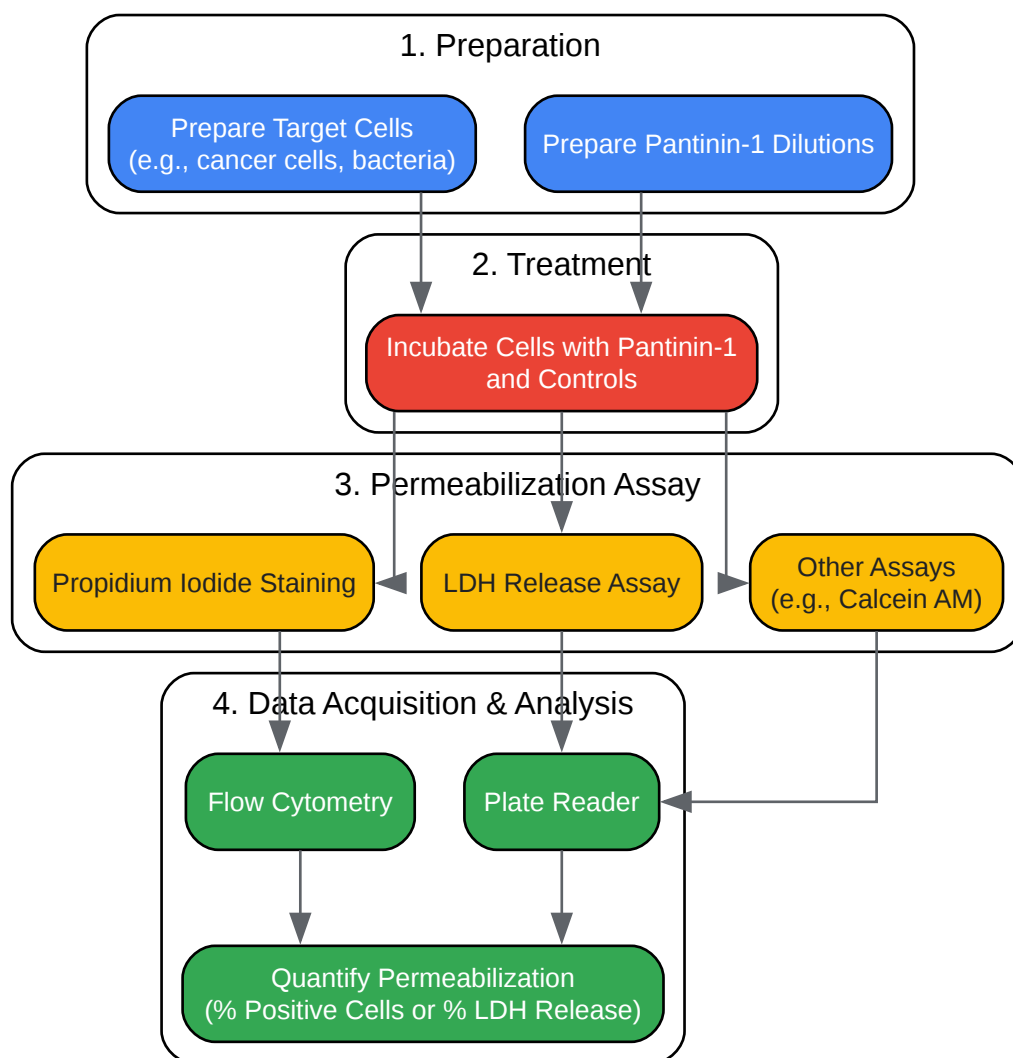 1. Preparation
Prepare Target Cells
(e.g., cancer cells, bacteria)
Prepare Pantinin-1 Dilutions
2. Treatment
Incubate Cells with Pantinin-1
and Controls
3. Permeabilization Assay
Propidium Iodide Staining
LDH Release Assay
Other Assays
(e.g., Calcein AM)
4. Data Acquisition & Analysis
Flow Cytometry
Plate Reader
Quantify Permeabilization
(% Positive Cells or % LDH Release)